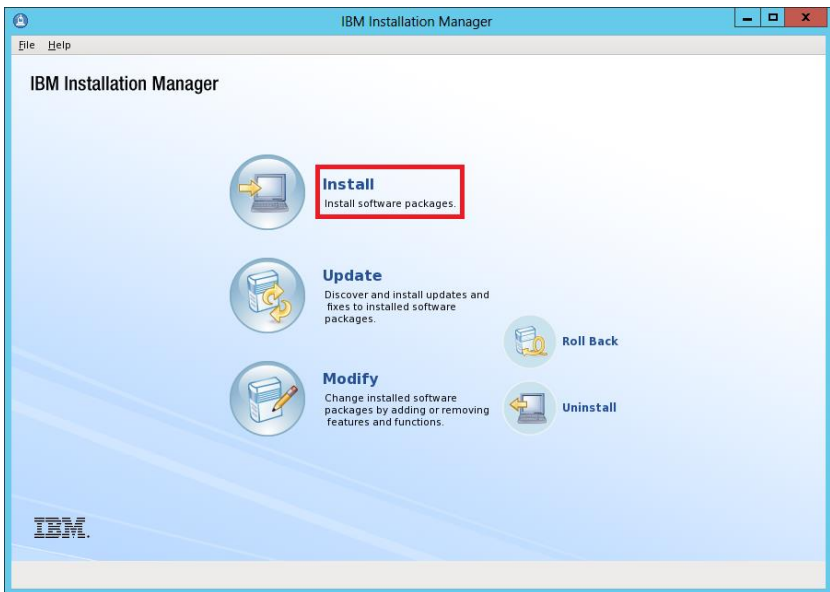 IBM Installation Manager
File Help
IBM Installation Manager
Install
Install software packages.
Update
Discover and install updates and
fixes to installed software
packages.
Roll Back
Modify
Change installed software
packages by adding or removing
features and functions.
Uninstall
IBM.